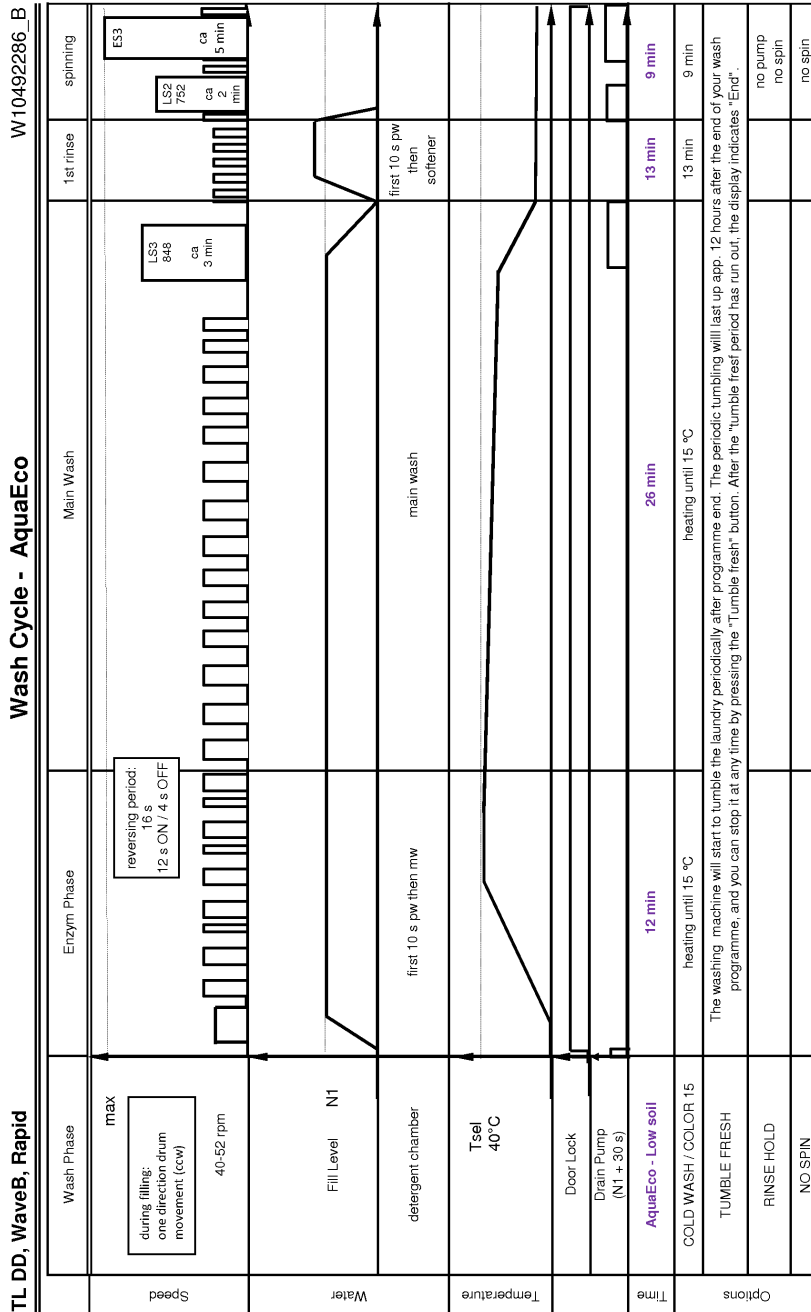 TL DD, WaveB, Rapid
Wash Cycle - AquaEco
W10492286_B
Wash Phase
Enzym Phase
Main Wash
1st rinse
spinning
Speed
during filling:
one direction drum
movement (ccw)
max
40-52 rpm
reversing period:
16 s
12 s ON / 4 s OFF
LS3
848
ca
3 min
LS2
752
ca
2
min
ES3
ca
5 min
Water
Fill Level
N1
detergent chamber
first 10 s pw then mw
main wash
first 10 s pw
then
softener
Temperature
Tsel
40°C
Door Lock
Drain Pump
(N1 + 30 s)
Time
AquaEco - Low soil
12 min
26 min
13 min
9 min
Options
COLD WASH / COLOR 15
heating until 15 ºC
heating until 15 ºC
13 min
9 min
TUMBLE FRESH
The washing machine will start to tumble the laundry periodically after programme end. The periodic tumbling will last up app. 12 hours after the end of your wash
programme, and you can stop it at any time by pressing the "Tumble fresh" button. After the "tumble fresf period has run out, the display indicates "End".
RINSE HOLD
no pump
no spin
NO SPIN
no spin